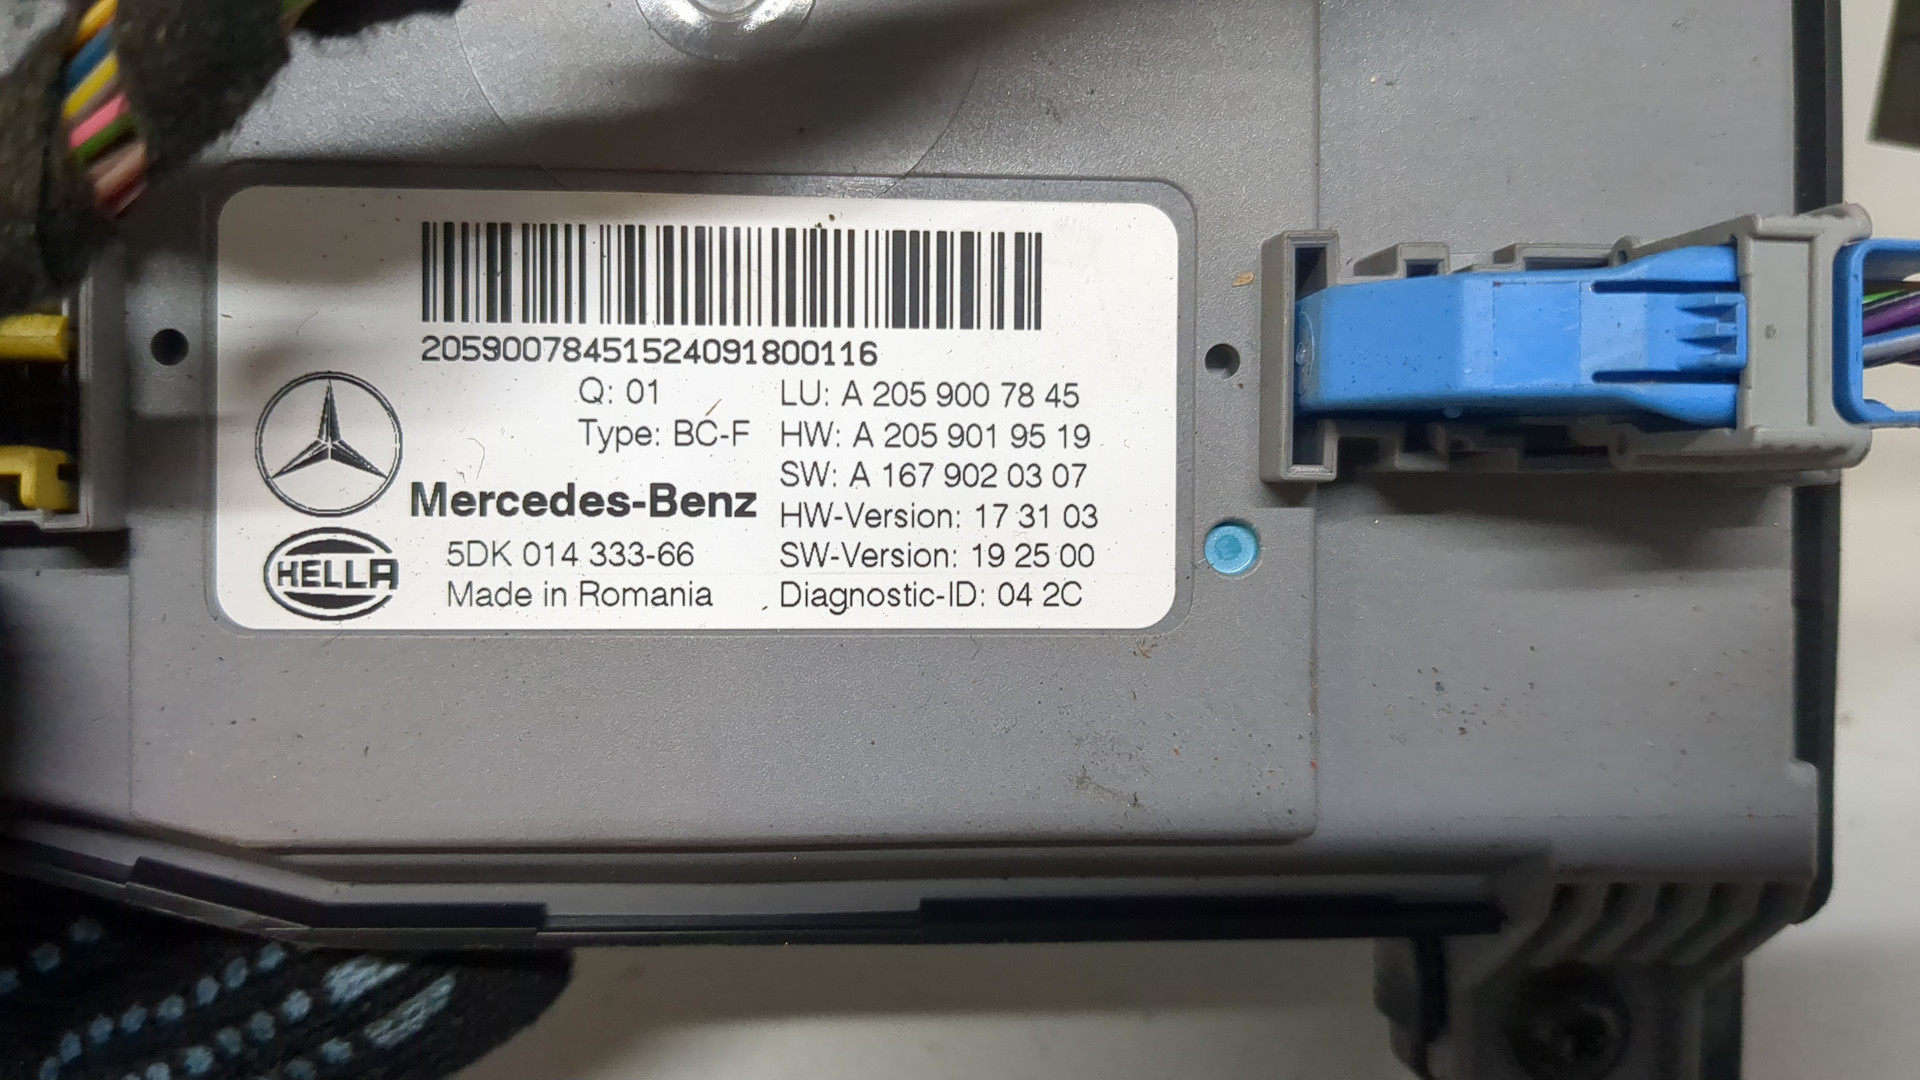 20590078451524091800116
Q: 01
Type: BC-F
LU: A 205 900 78 45
HW: A 205 901 95 19
SW: A 167 902 03 07
Mercedes-Benz
HW-Version: 17 31 03
HELLA
5DK 014 333-66
SW-Version: 19 25 00
Made in Romania
Diagnostic-ID: 04 2C